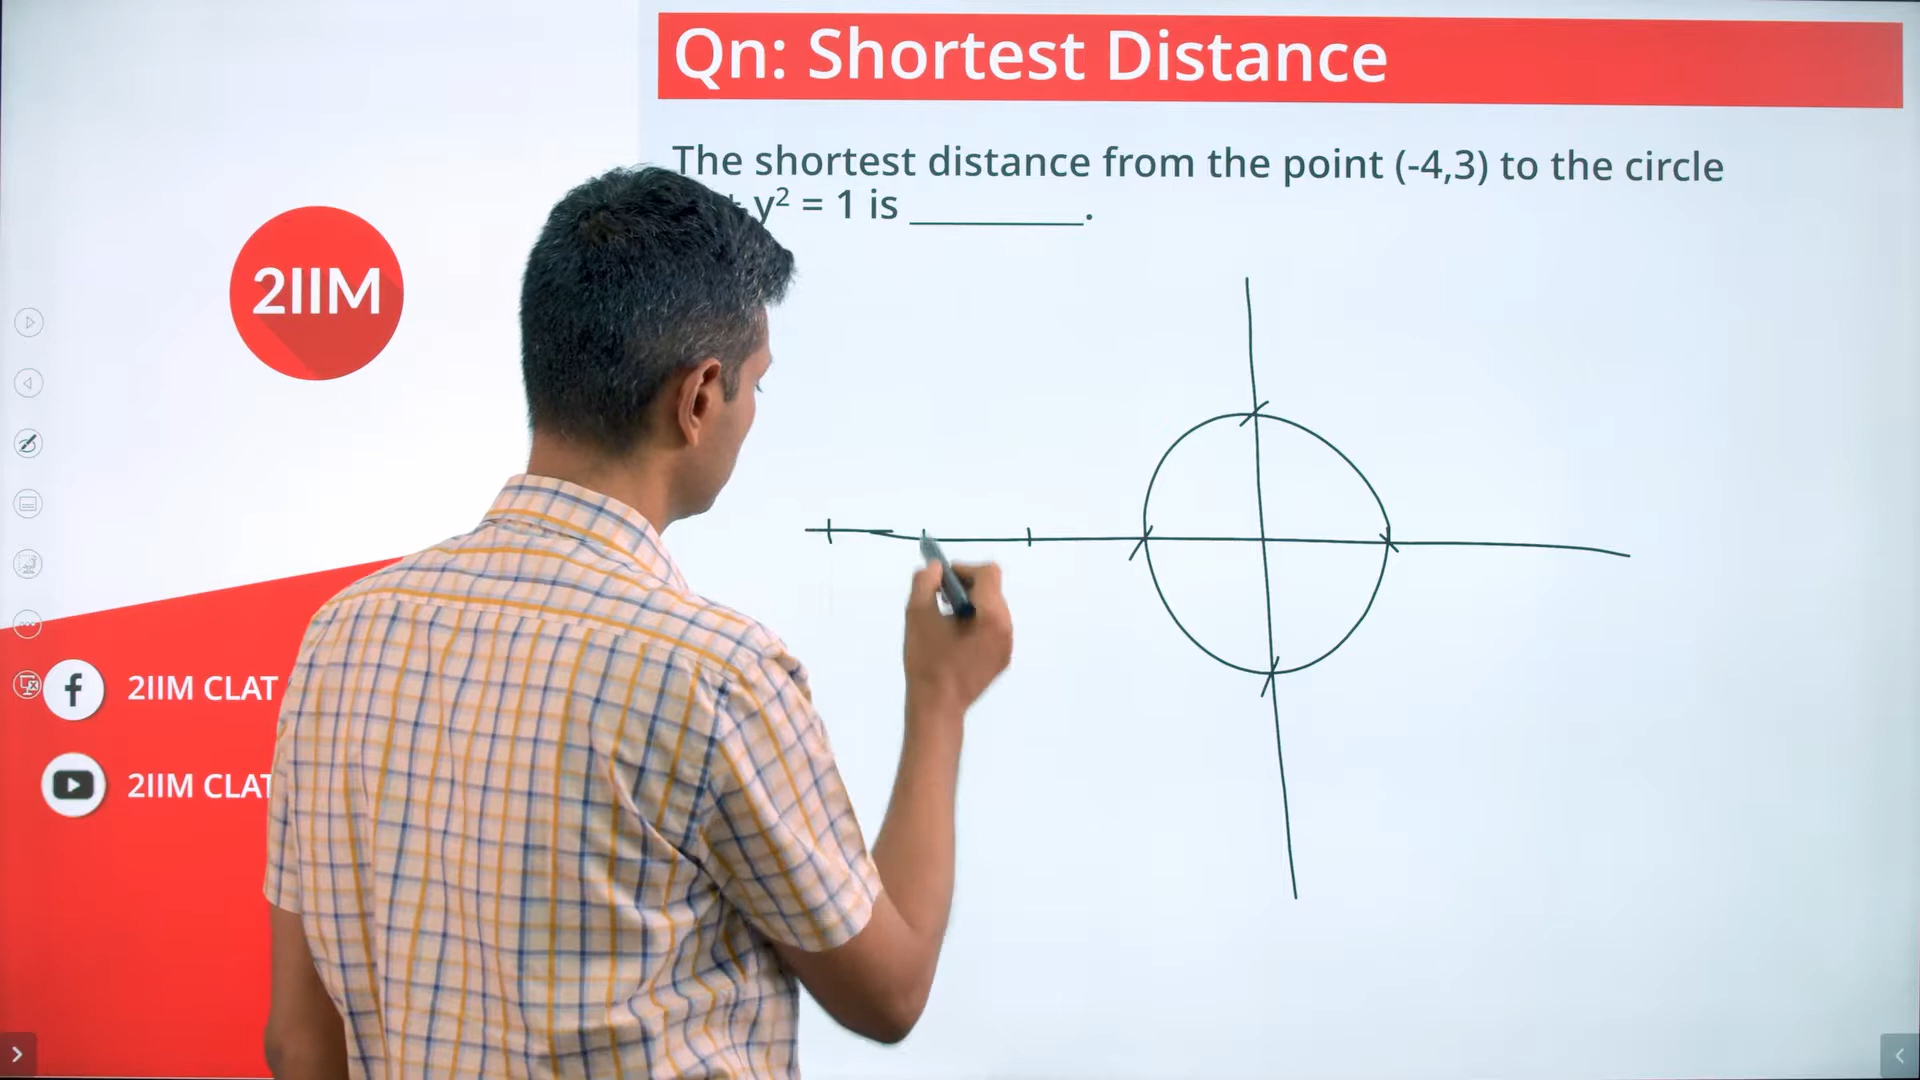 Qn: Shortest Distance
The shortest distance from the point (-4,3) to the circle
y² = 1 is __________.
2IIM
2IIM CLAT
2IIM CLAT